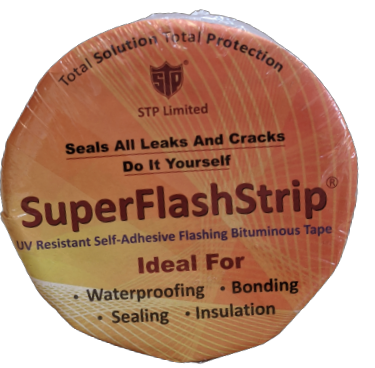 Total Solution Total Protection
STP
STP Limited
Seals All Leaks And Cracks
Do It Yourself
SuperFlashStrip®
UV Resistant Self-Adhesive Flashing Bituminous Tape
Ideal For
• Waterproofing • Bonding
• Sealing • Insulation